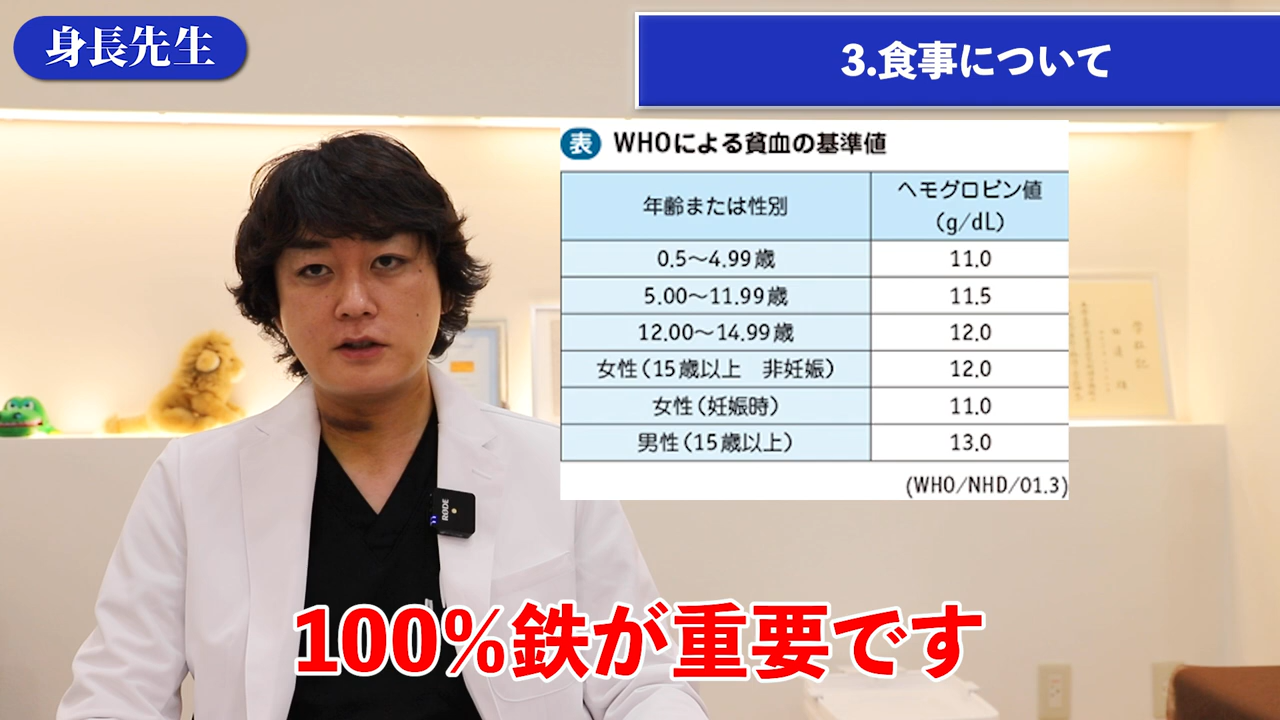 身長先生
3.食事について
表 WHOによる貧血の基準値
年齢または性別 ヘモグロビン値(g/dL)
0.5～4.99歳 11.0
5.00～11.99歳 11.5
12.00～14.99歳 12.0
女性(15歳以上 非妊娠) 12.0
女性(妊娠時) 11.0
男性(15歳以上) 13.0
(WHO/NHD/01.3)
RODE
100%鉄が重要です